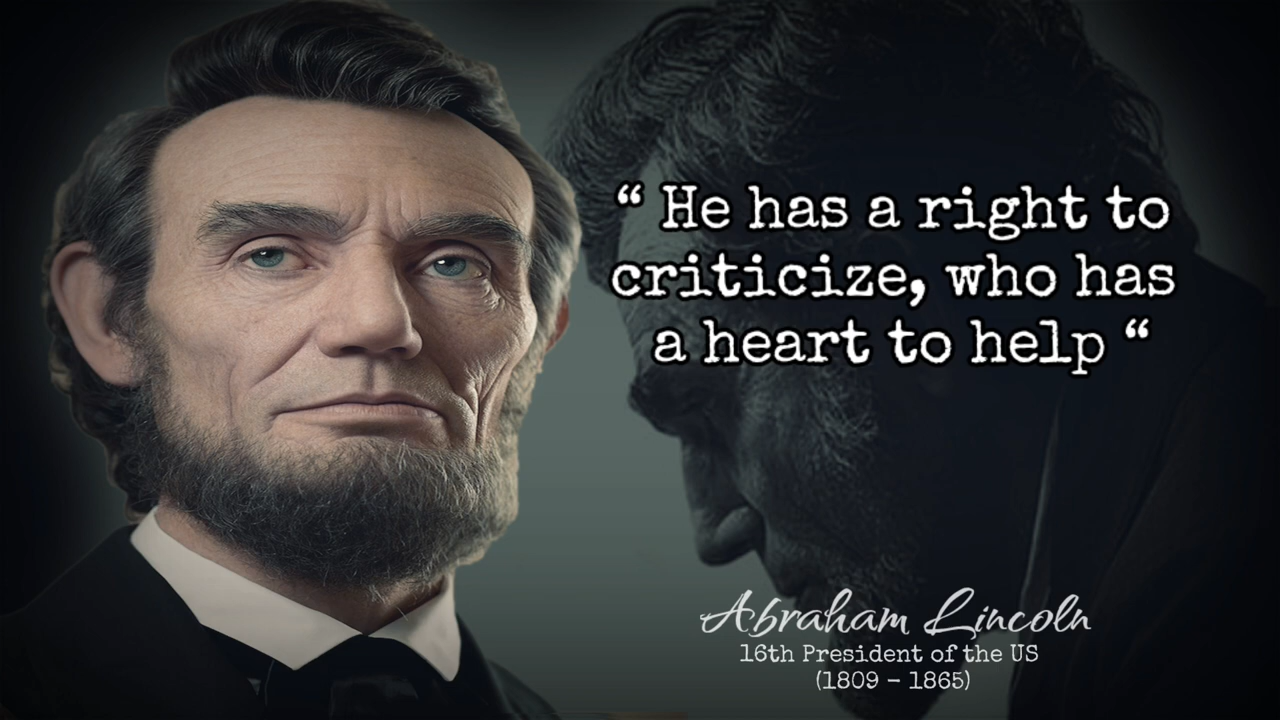 “ He has a right to
criticize, who has
a heart to help “
Abraham Lincoln
16th President of the US
(1809 - 1865)